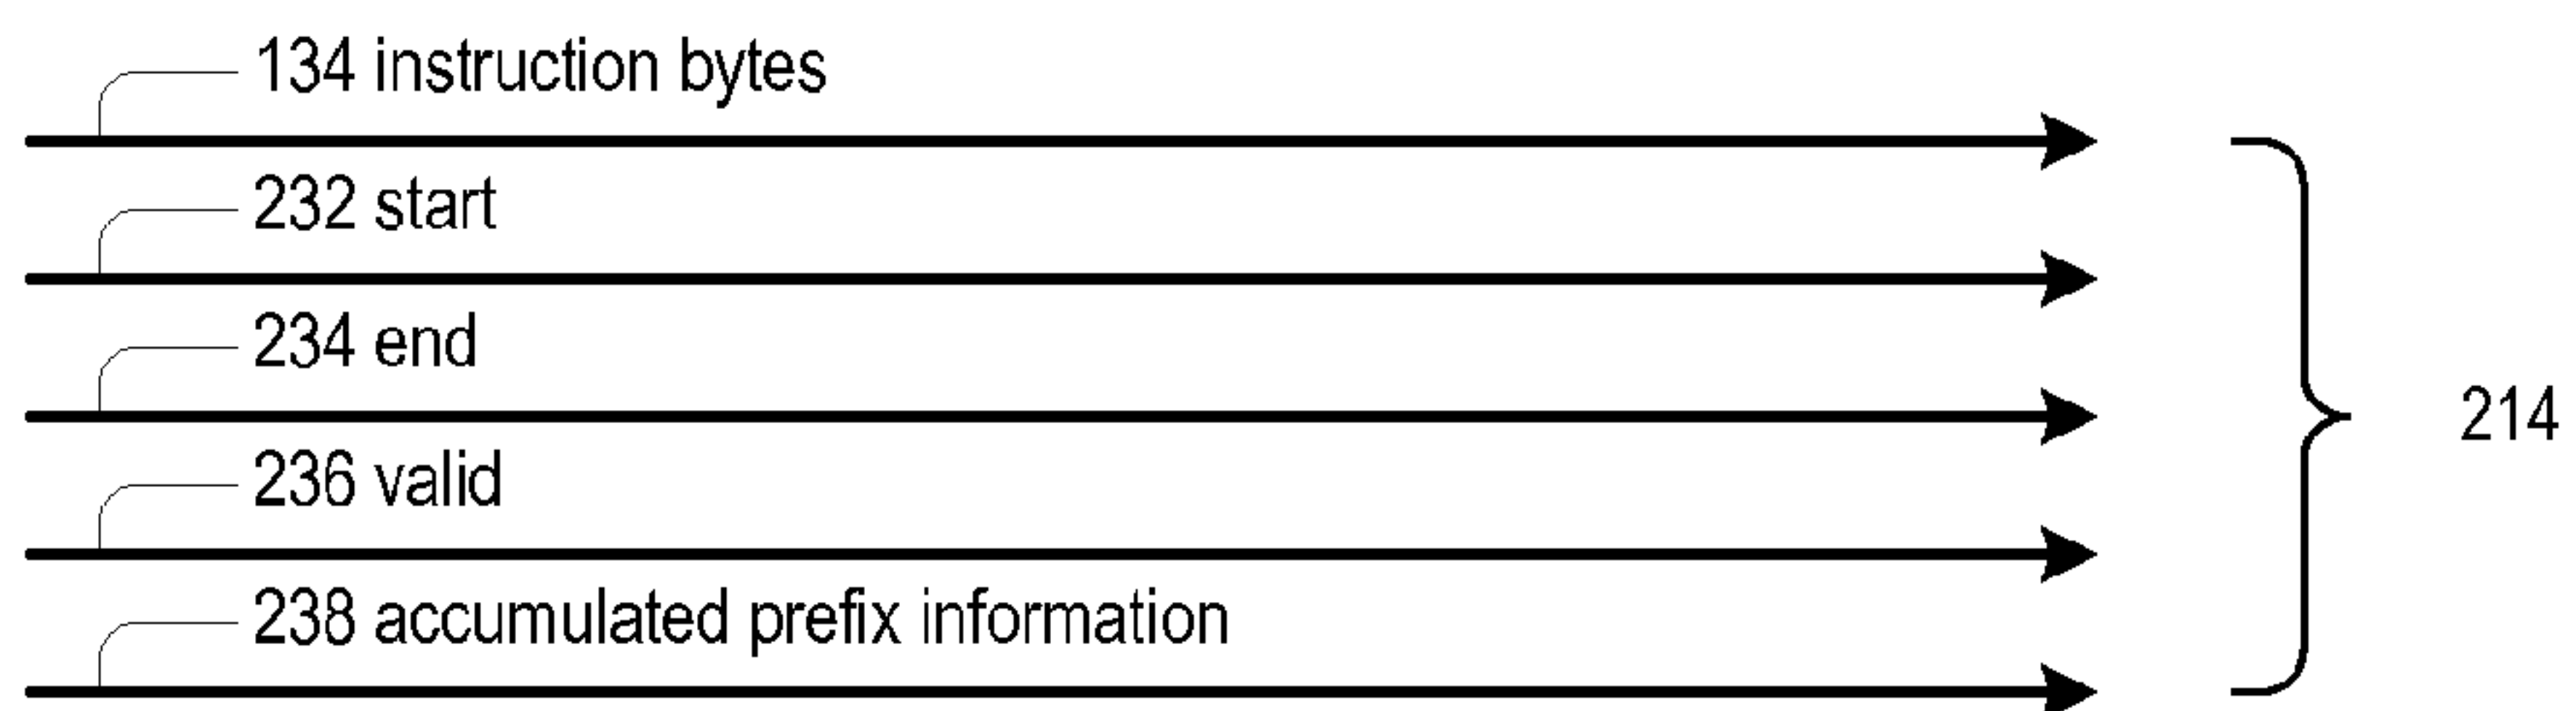 134 instruction bytes
232 start
234 end
214
236 valid
238 accumulated prefix information